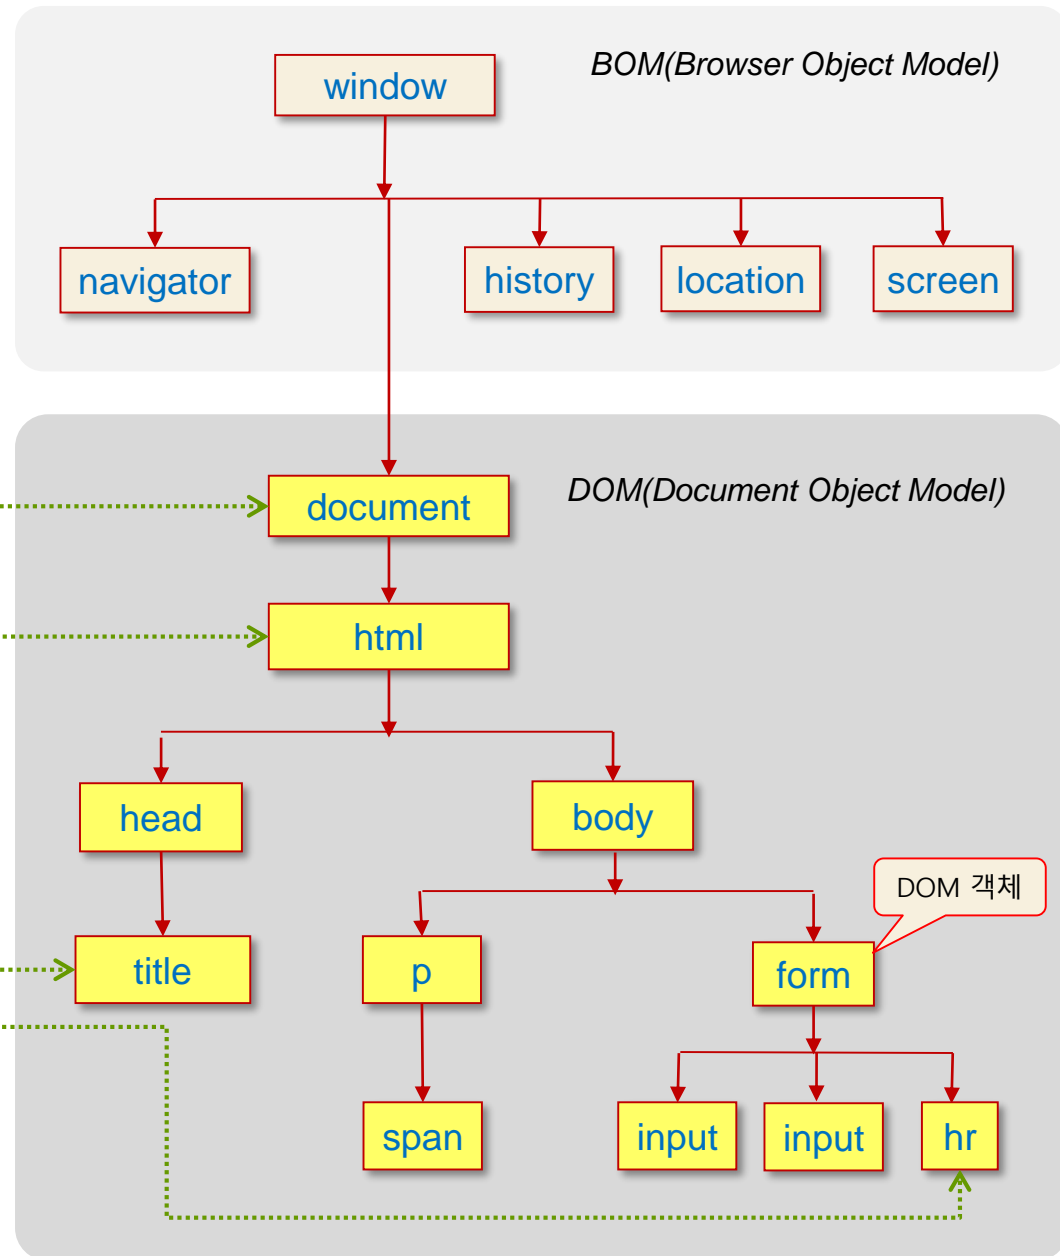 BOM(Browser Object Model)
window
navigator
history
location
screen
DOM(Document Object Model)
document
html
head
body
DOM 객체
title
p
form
span
input
input
hr